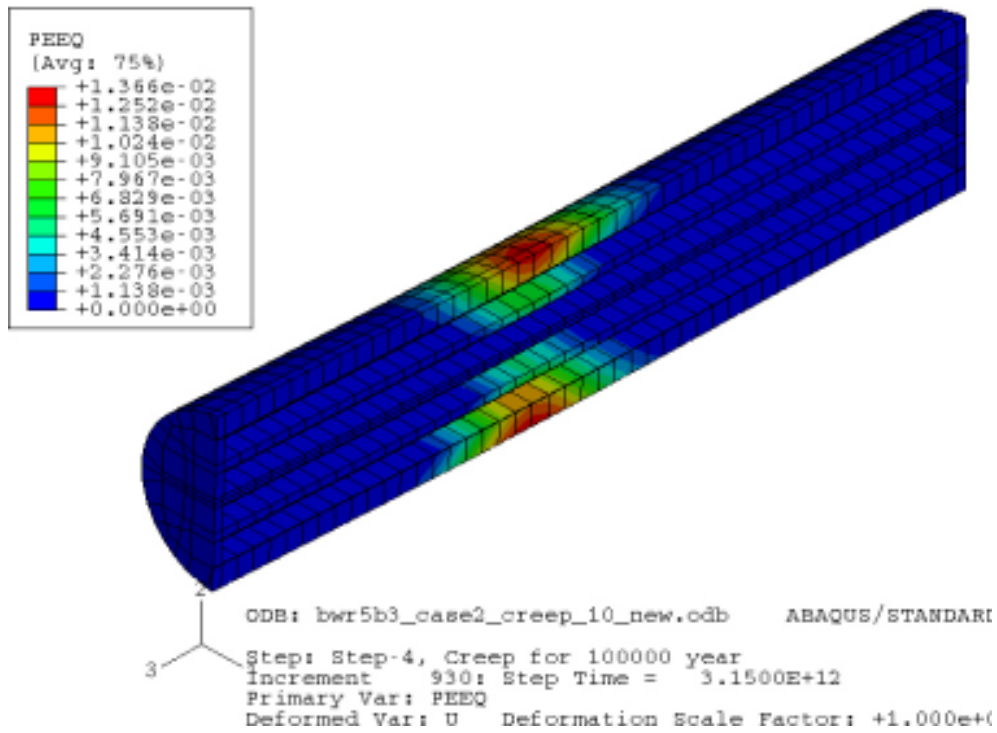 PEEQ
(Avg: 75%)
+1.366e-02
+1.252e-02
+1.138e-02
+1.024e-02
+9.105e-03
+7.967e-03
+6.829e-03
+5.691e-03
+4.553e-03
+3.414e-03
+2.276e-03
+1.138e-03
+0.000e+00
2
3
1
ODB: bwr5b3_case2_creep_10_new.odb ABAQUS/STANDARD
Step: Step-4, Creep for 100000 year
Increment 930: Step Time = 3.1500E+12
Primary Var: PEEQ
Deformed Var: U Deformation Scale Factor: +1.000e+0